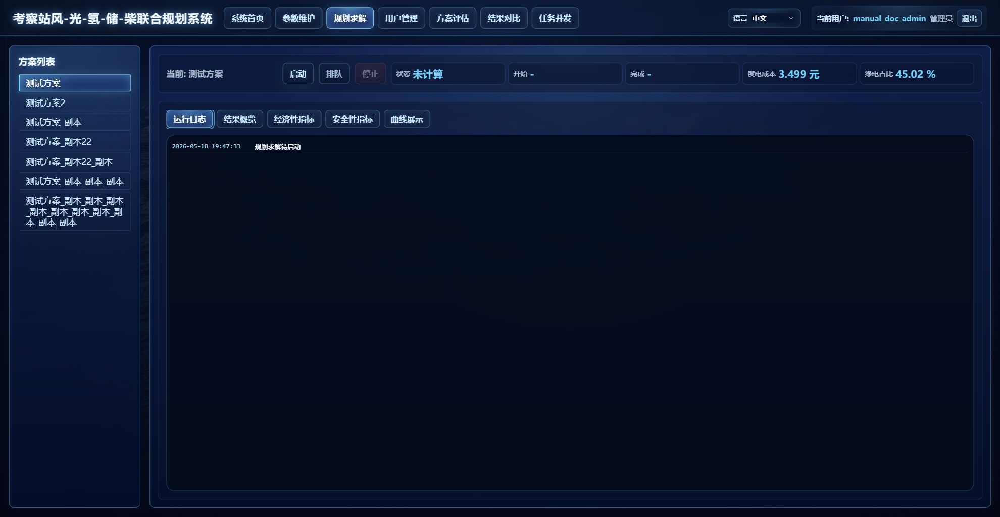 考察站风-光-氢-储-柴联合规划系统 系统首页 参数维护 规划求解 用户管理 方案评估 结果对比 任务并发 语言 中文 当前用户: manual_doc_admin 管理员 退出
方案列表
测试方案
测试方案2
测试方案_副本
测试方案_副本22
测试方案_副本22_副本
测试方案_副本_副本_副本
测试方案_副本_副本_副本
_副本_副本_副本_副本_副
本_副本_副本
当前: 测试方案 启动 排队 停止 状态 未计算 开始 - 完成 - 度电成本 3.499 元 绿电占比 45.02 %
运行日志 结果概览 经济性指标 安全性指标 曲线展示
2026-05-18 19:47:33 规划求解待启动